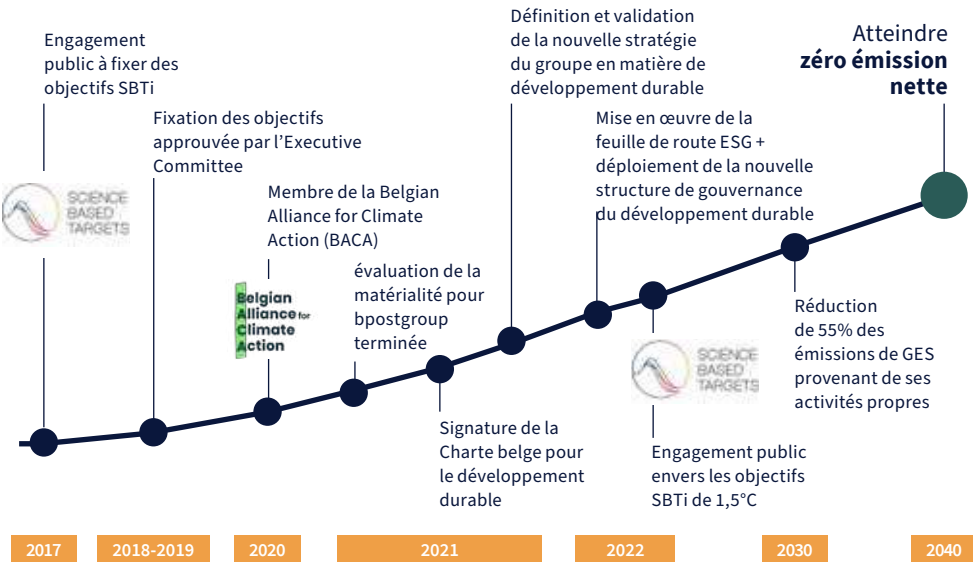 Engagement
public à fixer des
objectifs SBTi
SCIENCE
BASED
TARGETS
Fixation des objectifs
approuvée par l'Executive
Committee
Membre de la Belgian
Alliance for Climate
Action (BACA)
Belgian
Alliance for
Climate
Action
évaluation de la
matérialité pour
bpostgroup
terminée
Signature de la
Charte belge pour
le développement
durable
Définition et validation
de la nouvelle stratégie
du groupe en matière de
développement durable
Mise en œuvre de la
feuille de route ESG +
déploiement de la nouvelle
structure de gouvernance
du développement durable
SCIENCE
BASED
TARGETS
Engagement public
envers les objectifs
SBTi de 1,5°C
Réduction
de 55% des
émissions de GES
provenant de ses
activités propres
Atteindre
zéro émission
nette
2017
2018-2019
2020
2021
2022
2030
2040